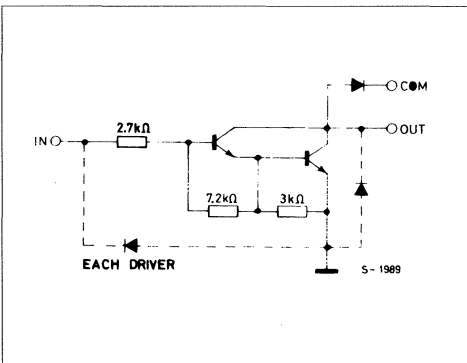 COM
2.7kΩ
IN
OUT
7.2kΩ
3kΩ
EACH DRIVER
S-1989